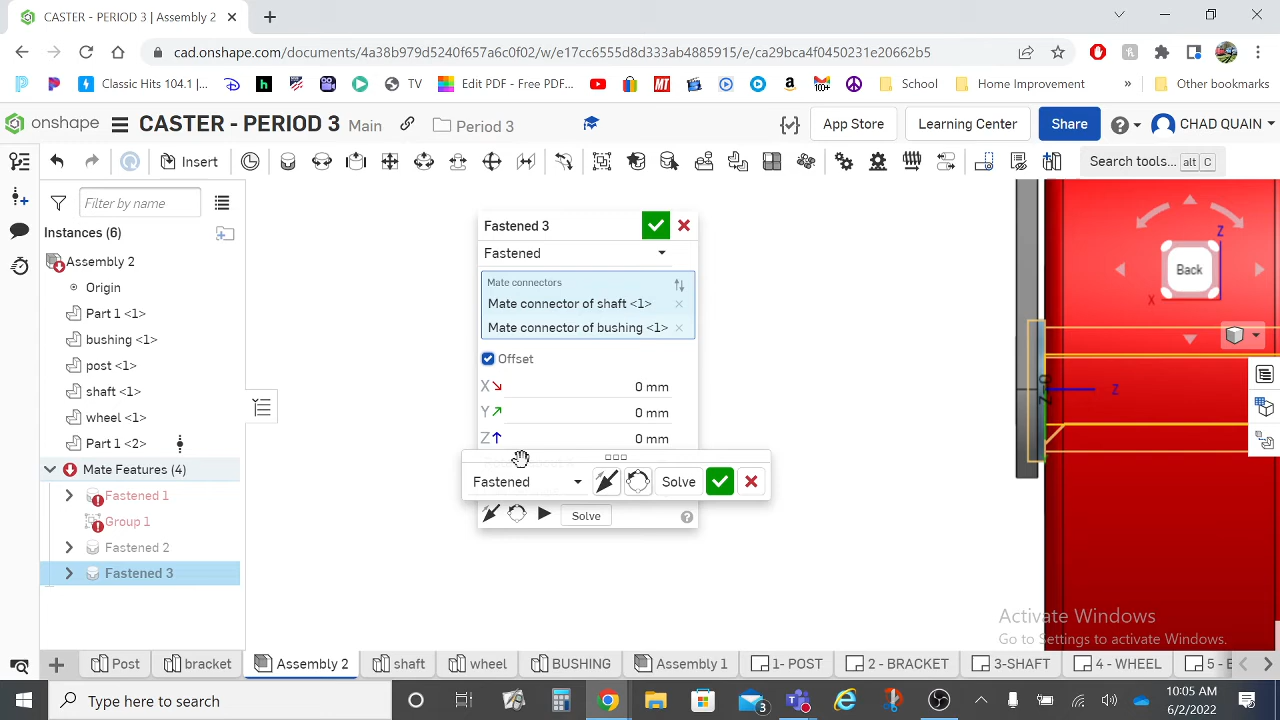 CASTER - PERIOD 3 | Assembly 2
cad.onshape.com/documents/4a38b979d5240f657a6c0f02/w/e17cc6555d8d333ab4885915/e/ca29bca4f0450231e20662b5
Classic Hits 104.1 |...
TV
Edit PDF - Free PDF...
School
Home Improvement
»
Other bookmarks
onshape
CASTER - PERIOD 3
Main
Period 3
App Store
Learning Center
Share
CHAD QUAIN
Insert
Search tools... alt C
Filter by name
Instances (6)
Assembly 2
Origin
Part 1 <1>
bushing <1>
post <1>
shaft <1>
wheel <1>
Part 1 <2>
Mate Features (4)
Fastened 1
Group 1
Fastened 2
Fastened 3
Fastened 3
Fastened
Mate connectors
Mate connector of shaft <1>
Mate connector of bushing <1>
Offset
X 0 mm
Y 0 mm
Z 0 mm
Fastened
Solve
Solve
Z
Back
X
Z=0
Z
Activate Windows
Go to Settings to activate Windows.
Post
bracket
Assembly 2
shaft
wheel
BUSHING
Assembly 1
1- POST
2 - BRACKET
3-SHAFT
4 - WHEEL
Type here to search
3
10:05 AM
6/2/2022